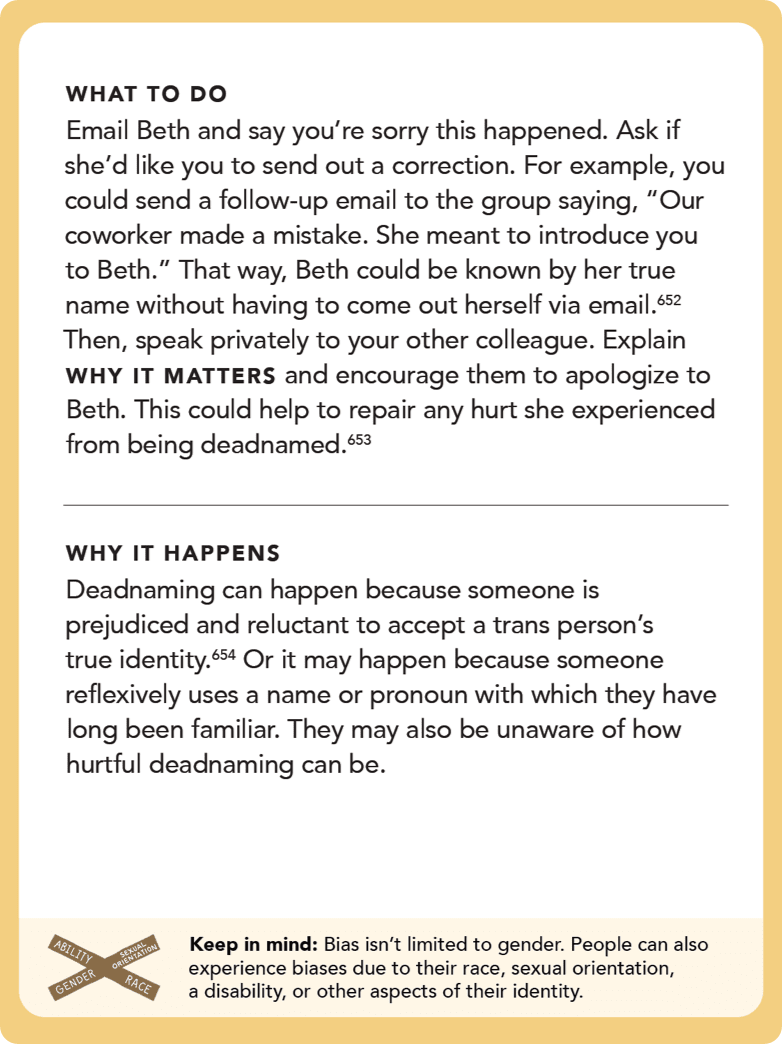 WHAT TO DO
Email Beth and say you’re sorry this happened. Ask if
she’d like you to send out a correction. For example, you
could send a follow-up email to the group saying, “Our
coworker made a mistake. She meant to introduce you
to Beth.” That way, Beth could be known by her true
name without having to come out herself via email.⁶⁵²
Then, speak privately to your other colleague. Explain
WHY IT MATTERS and encourage them to apologize to
Beth. This could help to repair any hurt she experienced
from being deadnamed.⁶⁵³
WHY IT HAPPENS
Deadnaming can happen because someone is
prejudiced and reluctant to accept a trans person’s
true identity.⁶⁵⁴ Or it may happen because someone
reflexively uses a name or pronoun with which they have
long been familiar. They may also be unaware of how
hurtful deadnaming can be.
ABILITY
SEXUAL
ORIENTATION
GENDER
RACE
Keep in mind: Bias isn’t limited to gender. People can also
experience biases due to their race, sexual orientation,
a disability, or other aspects of their identity.